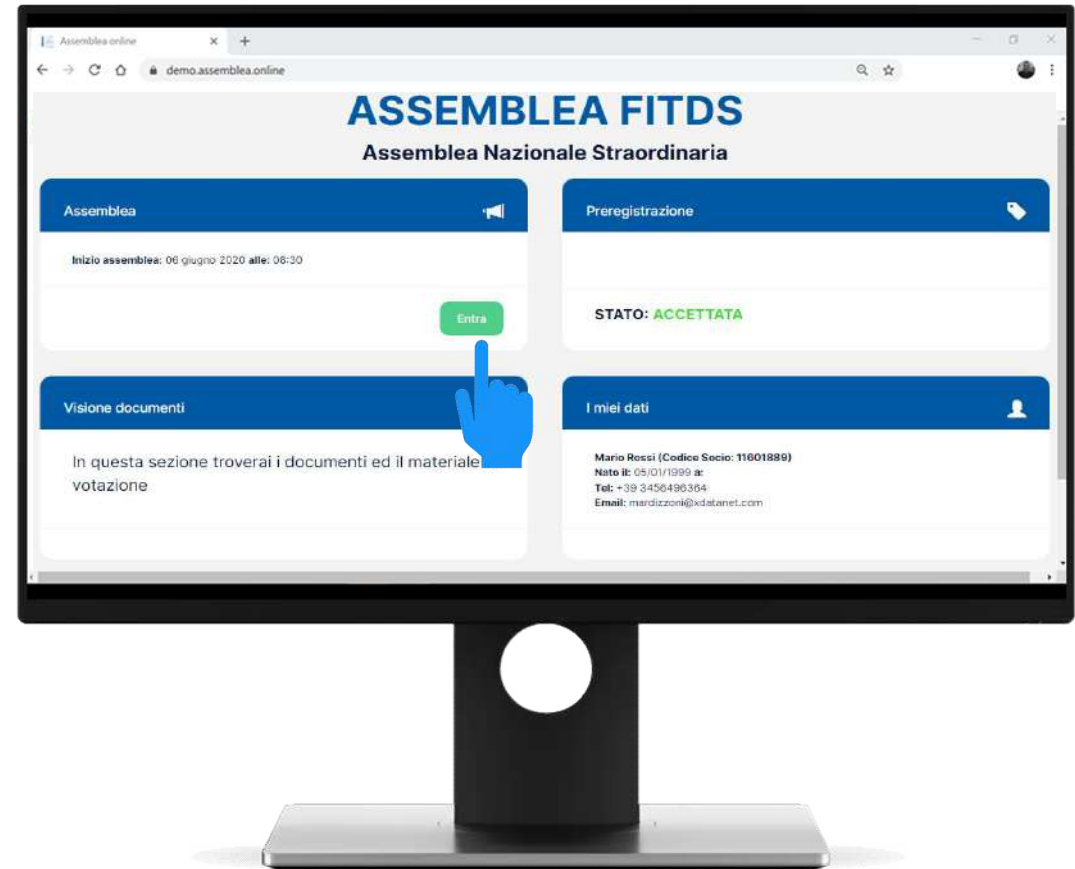 Assemblea online
demo.assemblea.online
ASSEMBLEA FITDS
Assemblea Nazionale Straordinaria
Assemblea
Inizio assemblea: 06 giugno 2020 alle: 08:30
Entra
Preregistrazione
STATO: ACCETTATA
Visione documenti
In questa sezione troverai i documenti ed il materiale
votazione
I miei dati
Mario Rossi (Codice Socio: 11601889)
Nato il: 05/01/1999 a:
Tel: +39 3456496364
Email: mardizzoni@xdatanet.com